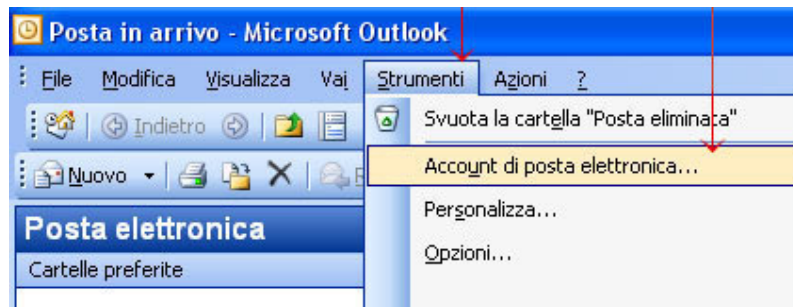 Posta in arrivo - Microsoft Outlook
File Modifica Visualizza Vai Strumenti Azioni ?
Indietro
Svuota la cartella "Posta eliminata"
Nuovo
Account di posta elettronica...
Personalizza...
Posta elettronica
Opzioni...
Cartelle preferite